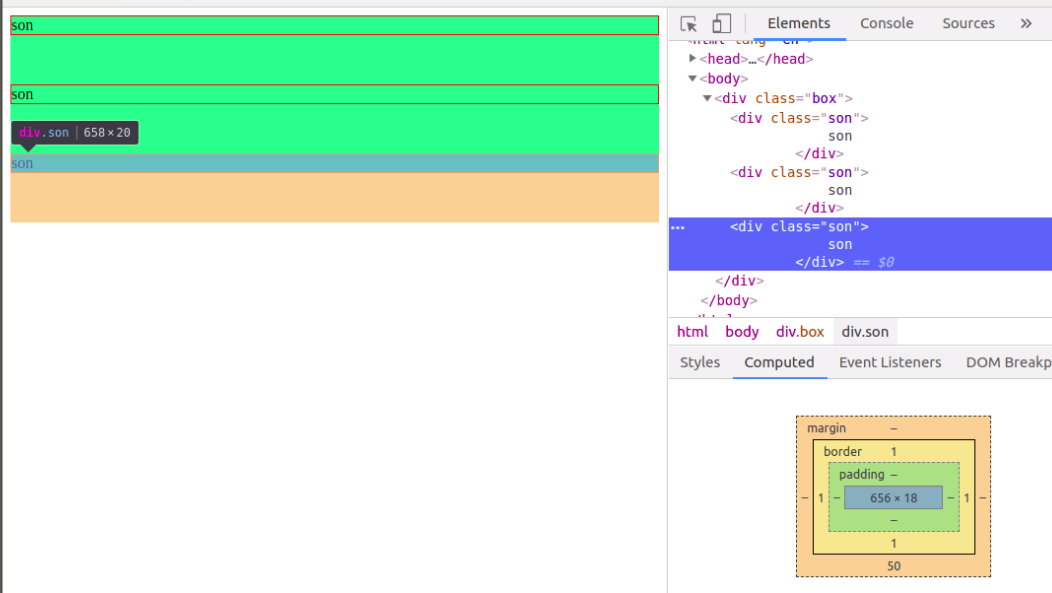 son
son
div.son | 658×20
son
Elements Console Sources »
<html lang="en">
▶<head>…</head>
▼<body>
▼<div class="box">
<div class="son">
son
</div>
<div class="son">
son
</div>
<div class="son">
son
</div> == $0
</div>
</body>
html body div.box div.son
Styles Computed Event Listeners DOM Breakp
margin –
border 1
padding –
– 1 – 656 × 18 – 1 –
–
1
50